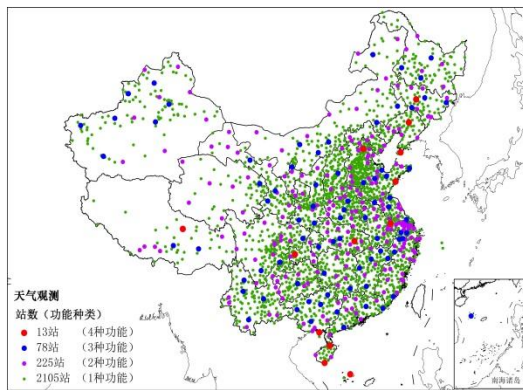 天气观测
站数（功能种类）
13站 （4种功能）
78站 （3种功能）
225站 （2种功能）
2105站 （1种功能）
南海诸岛